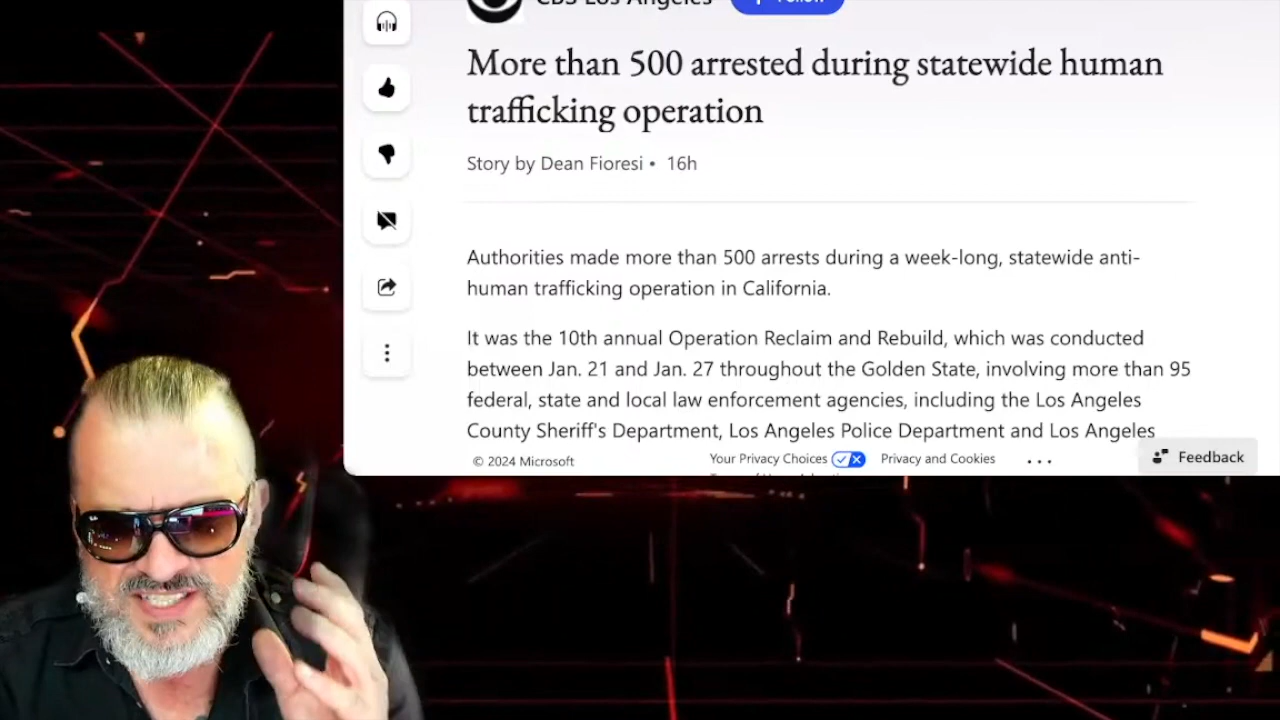 CBS Los Angeles
Follow
More than 500 arrested during statewide human
trafficking operation
Story by Dean Fioresi • 16h
Authorities made more than 500 arrests during a week-long, statewide anti-
human trafficking operation in California.
It was the 10th annual Operation Reclaim and Rebuild, which was conducted
between Jan. 21 and Jan. 27 throughout the Golden State, involving more than 95
federal, state and local law enforcement agencies, including the Los Angeles
County Sheriff's Department, Los Angeles Police Department and Los Angeles
© 2024 Microsoft
Your Privacy Choices
Privacy and Cookies
...
Feedback